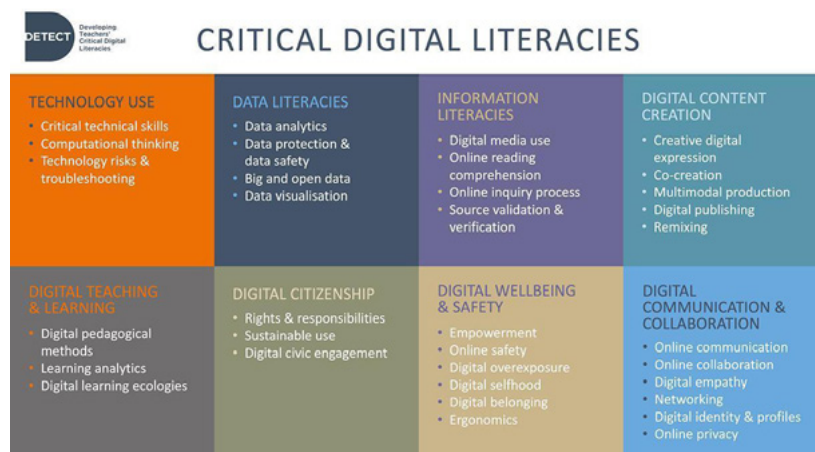 DETECT
Developing
Teachers'
Critical Digital
Literacies
CRITICAL DIGITAL LITERACIES
TECHNOLOGY USE
• Critical technical skills
• Computational thinking
• Technology risks &
troubleshooting
DATA LITERACIES
• Data analytics
• Data protection &
data safety
• Big and open data
• Data visualisation
INFORMATION
LITERACIES
• Digital media use
• Online reading
comprehension
• Online inquiry process
• Source validation &
verification
DIGITAL CONTENT
CREATION
• Creative digital
expression
• Co-creation
• Multimodal production
• Digital publishing
• Remixing
DIGITAL TEACHING
& LEARNING
• Digital pedagogical
methods
• Learning analytics
• Digital learning ecologies
DIGITAL CITIZENSHIP
• Rights & responsibilities
• Sustainable use
• Digital civic engagement
DIGITAL WELLBEING
& SAFETY
• Empowerment
• Online safety
• Digital overexposure
• Digital selfhood
• Digital belonging
• Ergonomics
DIGITAL
COMMUNICATION &
COLLABORATION
• Online communication
• Online collaboration
• Digital empathy
• Networking
• Digital identity & profiles
• Online privacy